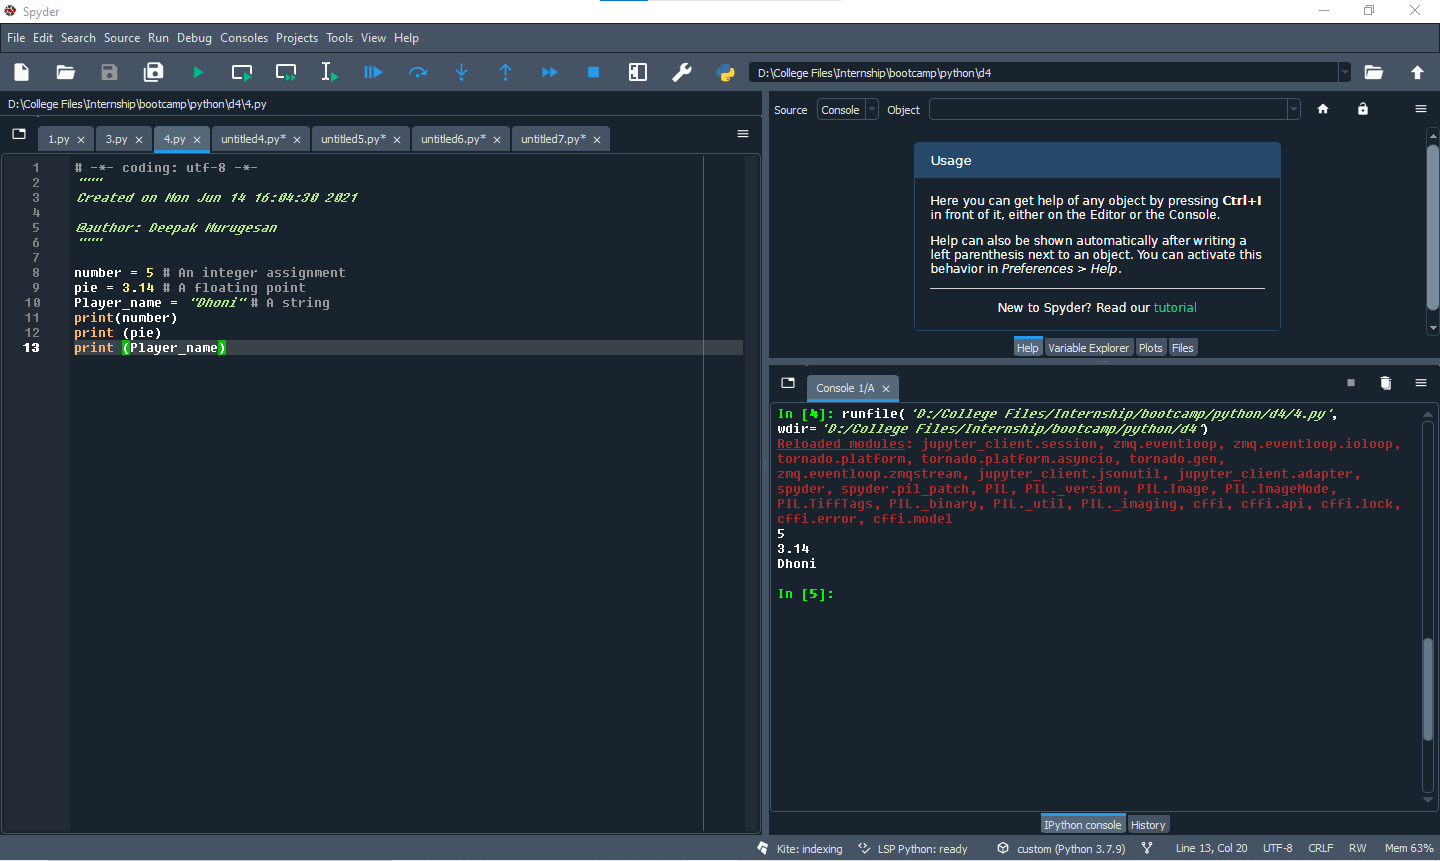 Spyder
File Edit Search Source Run Debug Consoles Projects Tools View Help
D:\College Files\Internship\bootcamp\python\d4
D:\College Files\Internship\bootcamp\python\d4\4.py
1.py 3.py 4.py untitled4.py* untitled5.py* untitled6.py* untitled7.py*
1 # -*- coding: utf-8 -*-
2 """
3 Created on Mon Jun 14 16:04:30 2021
4
5 @author: Deepak Murugesan
6 """
7
8 number = 5 # An integer assignment
9 pie = 3.14 # A floating point
10 Player_name = "Dhoni" # A string
11 print(number)
12 print (pie)
13 print (Player_name)
Source Console Object
Usage
Here you can get help of any object by pressing Ctrl+I
in front of it, either on the Editor or the Console.
Help can also be shown automatically after writing a
left parenthesis next to an object. You can activate this
behavior in Preferences > Help.
New to Spyder? Read our tutorial
Help Variable Explorer Plots Files
Console 1/A
In [4]: runfile('D:/College Files/Internship/bootcamp/python/d4/4.py',
wdir='D:/College Files/Internship/bootcamp/python/d4')
Reloaded modules: jupyter_client.session, zmq.eventloop, zmq.eventloop.ioloop,
tornado.platform, tornado.platform.asyncio, tornado.gen,
zmq.eventloop.zmqstream, jupyter_client.jsonutil, jupyter_client.adapter,
spyder, spyder.pil_patch, PIL, PIL._version, PIL.Image, PIL.ImageMode,
PIL.TiffTags, PIL._binary, PIL._util, PIL._imaging, cffi, cffi.api, cffi.lock,
cffi.error, cffi.model
5
3.14
Dhoni
In [5]:
IPython console History
Kite: indexing LSP Python: ready custom (Python 3.7.9) Line 13, Col 20 UTF-8 CRLF RW Mem 63%